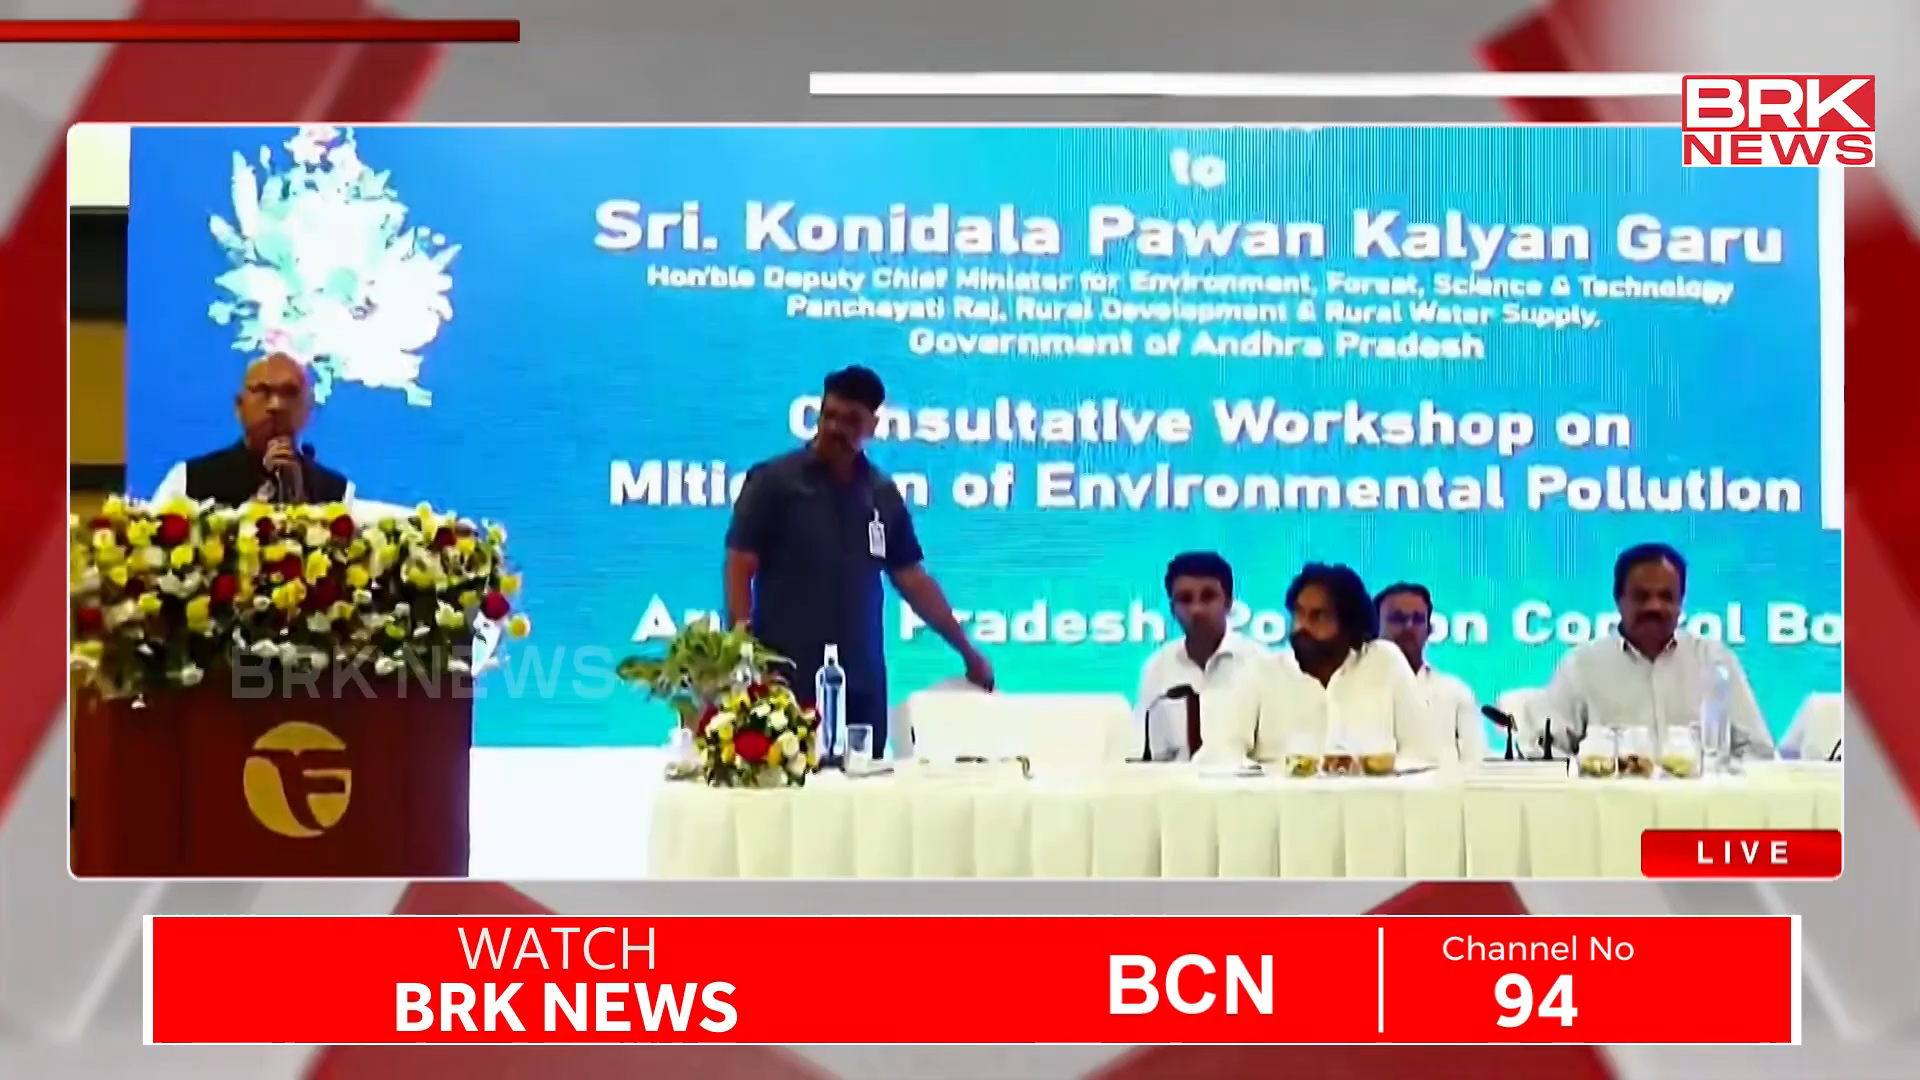 BRK
NEWS
to
Sri. Konidala Pawan Kalyan Garu
Hon'ble Deputy Chief Minister for Environment, Forest, Science & Technology
Panchayati Raj, Rural Development & Rural Water Supply,
Government of Andhra Pradesh
Consultative Workshop on
of Environmental Pollution
Pradesh
BRK NEWS
LIVE
WATCH
BRK NEWS
BCN
Channel No
94